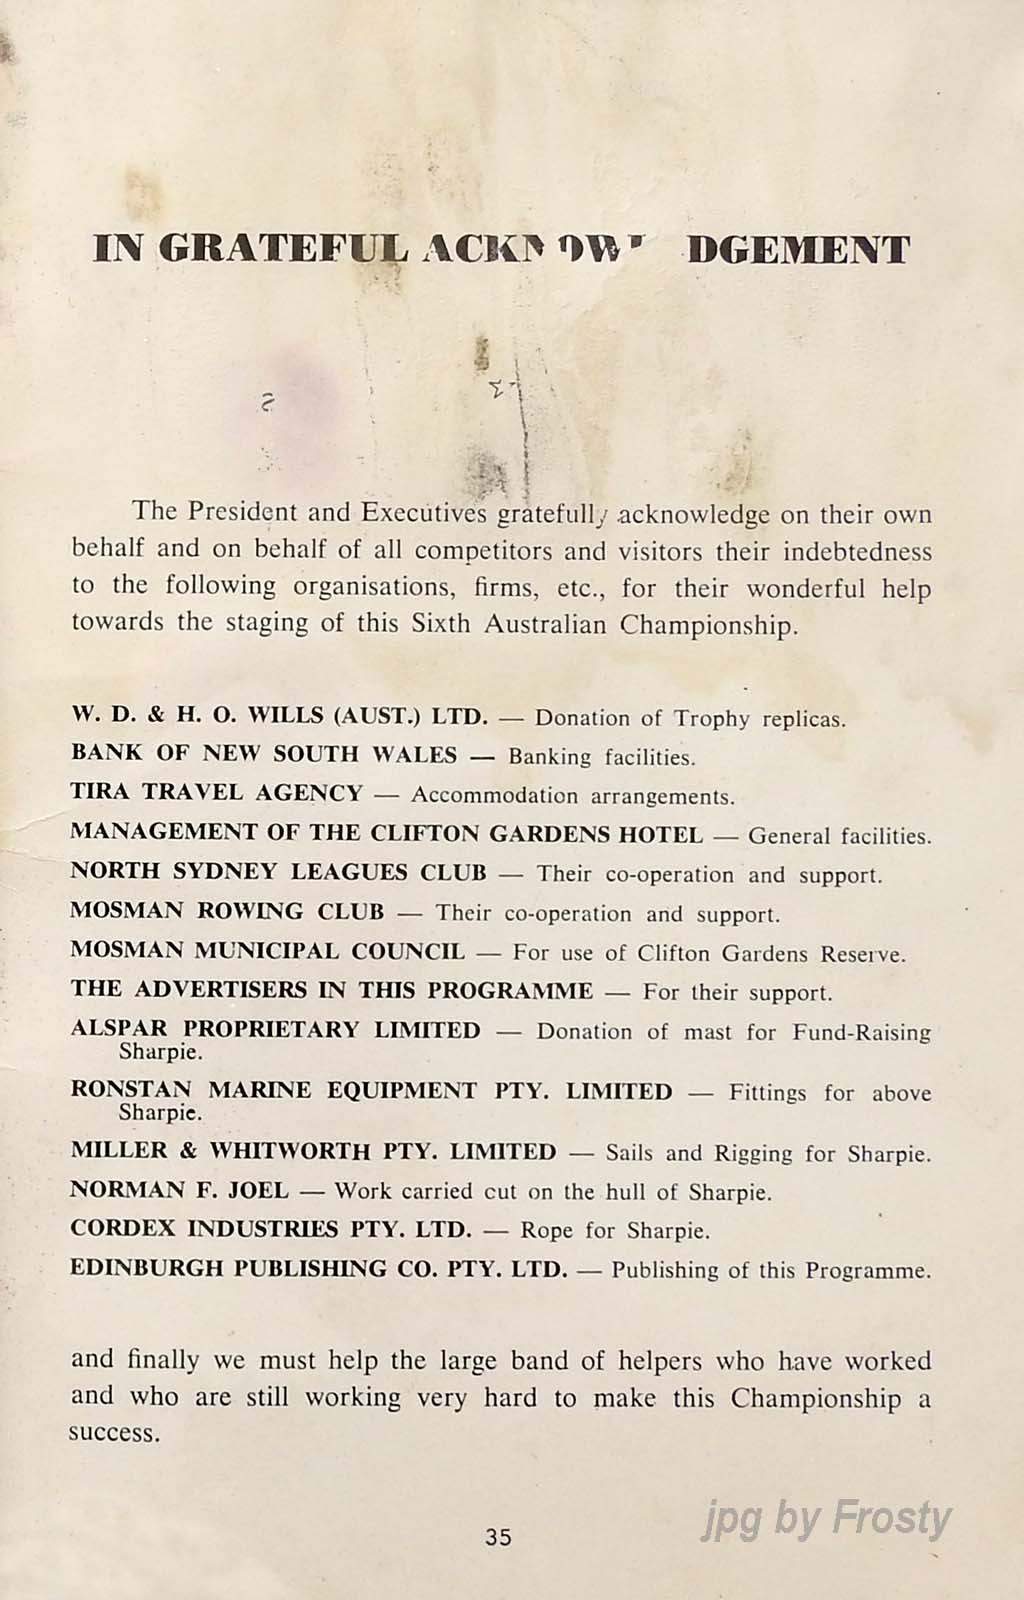 IN GRATEFUL ACKNOWLEDGEMENT
The President and Executives gratefully acknowledge on their own
behalf and on behalf of all competitors and visitors their indebtedness
to the following organisations, firms, etc., for their wonderful help
towards the staging of this Sixth Australian Championship.
W. D. & H. O. WILLS (AUST.) LTD. — Donation of Trophy replicas.
BANK OF NEW SOUTH WALES — Banking facilities.
TIRA TRAVEL AGENCY — Accommodation arrangements.
MANAGEMENT OF THE CLIFTON GARDENS HOTEL — General facilities.
NORTH SYDNEY LEAGUES CLUB — Their co-operation and support.
MOSMAN ROWING CLUB — Their co-operation and support.
MOSMAN MUNICIPAL COUNCIL — For use of Clifton Gardens Reserve.
THE ADVERTISERS IN THIS PROGRAMME — For their support.
ALSPAR PROPRIETARY LIMITED — Donation of mast for Fund-Raising
Sharpie.
RONSTAN MARINE EQUIPMENT PTY. LIMITED — Fittings for above
Sharpie.
MILLER & WHITWORTH PTY. LIMITED — Sails and Rigging for Sharpie.
NORMAN F. JOEL — Work carried cut on the hull of Sharpie.
CORDEX INDUSTRIES PTY. LTD. — Rope for Sharpie.
EDINBURGH PUBLISHING CO. PTY. LTD. — Publishing of this Programme.
and finally we must help the large band of helpers who have worked
and who are still working very hard to make this Championship a
success.
jpg by Frosty
35